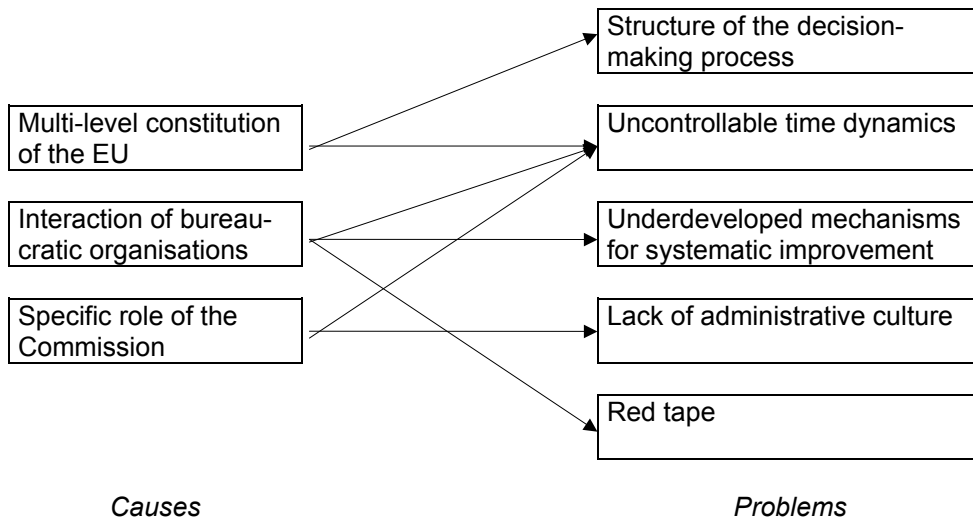 Structure of the decision-
making process
Multi-level constitution
of the EU
Uncontrollable time dynamics
Interaction of bureau-
cratic organisations
Underdeveloped mechanisms
for systematic improvement
Specific role of the
Commission
Lack of administrative culture
Red tape
Causes
Problems